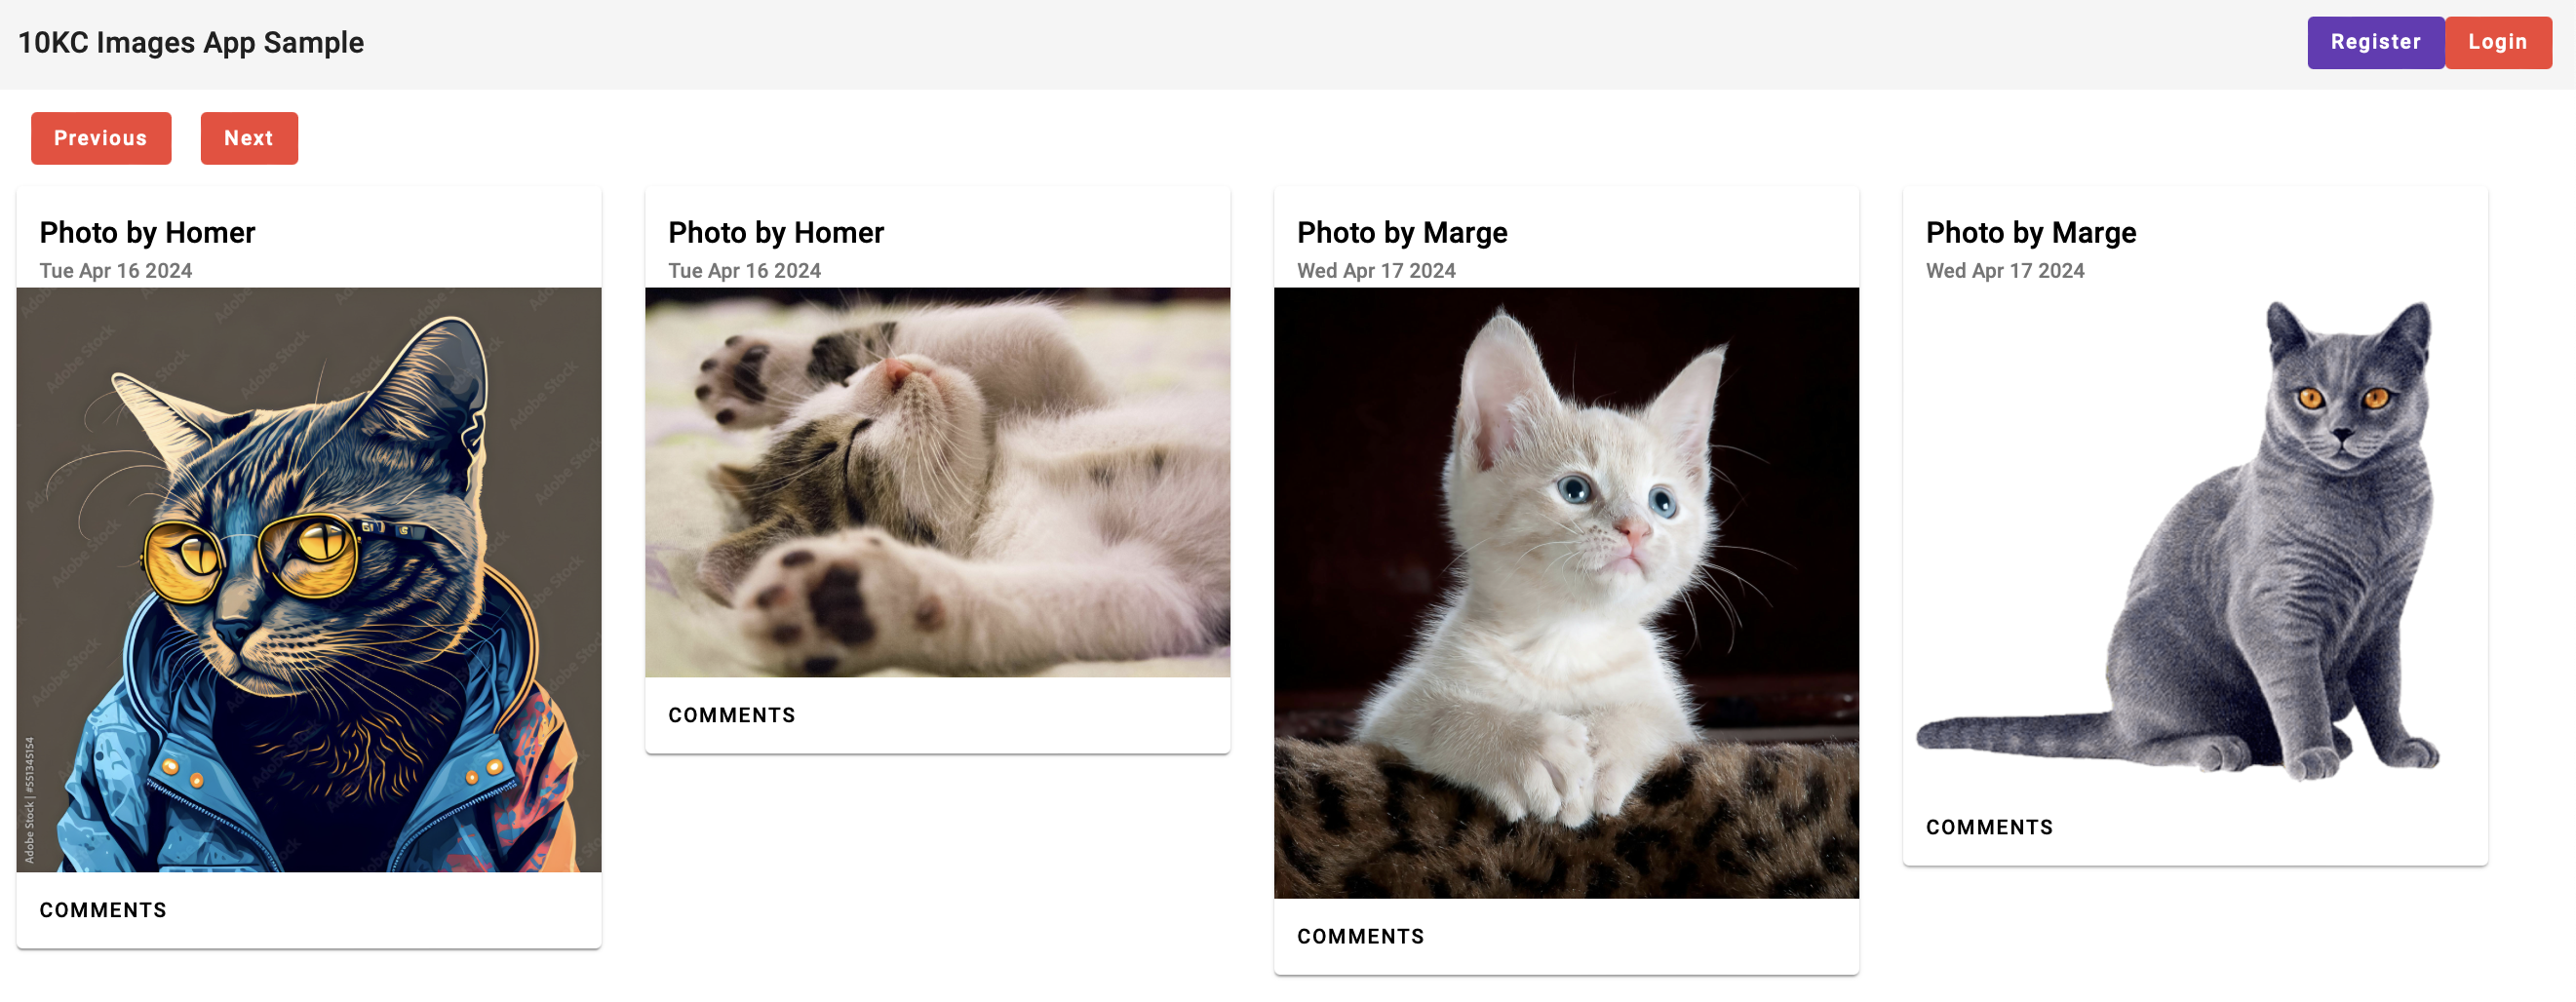 10KC Images App Sample
Register
Login
Previous
Next
Photo by Homer
Tue Apr 16 2024
Adobe Stock
Adobe Stock | #551345154
COMMENTS
Photo by Homer
Tue Apr 16 2024
COMMENTS
Photo by Marge
Wed Apr 17 2024
COMMENTS
Photo by Marge
Wed Apr 17 2024
COMMENTS